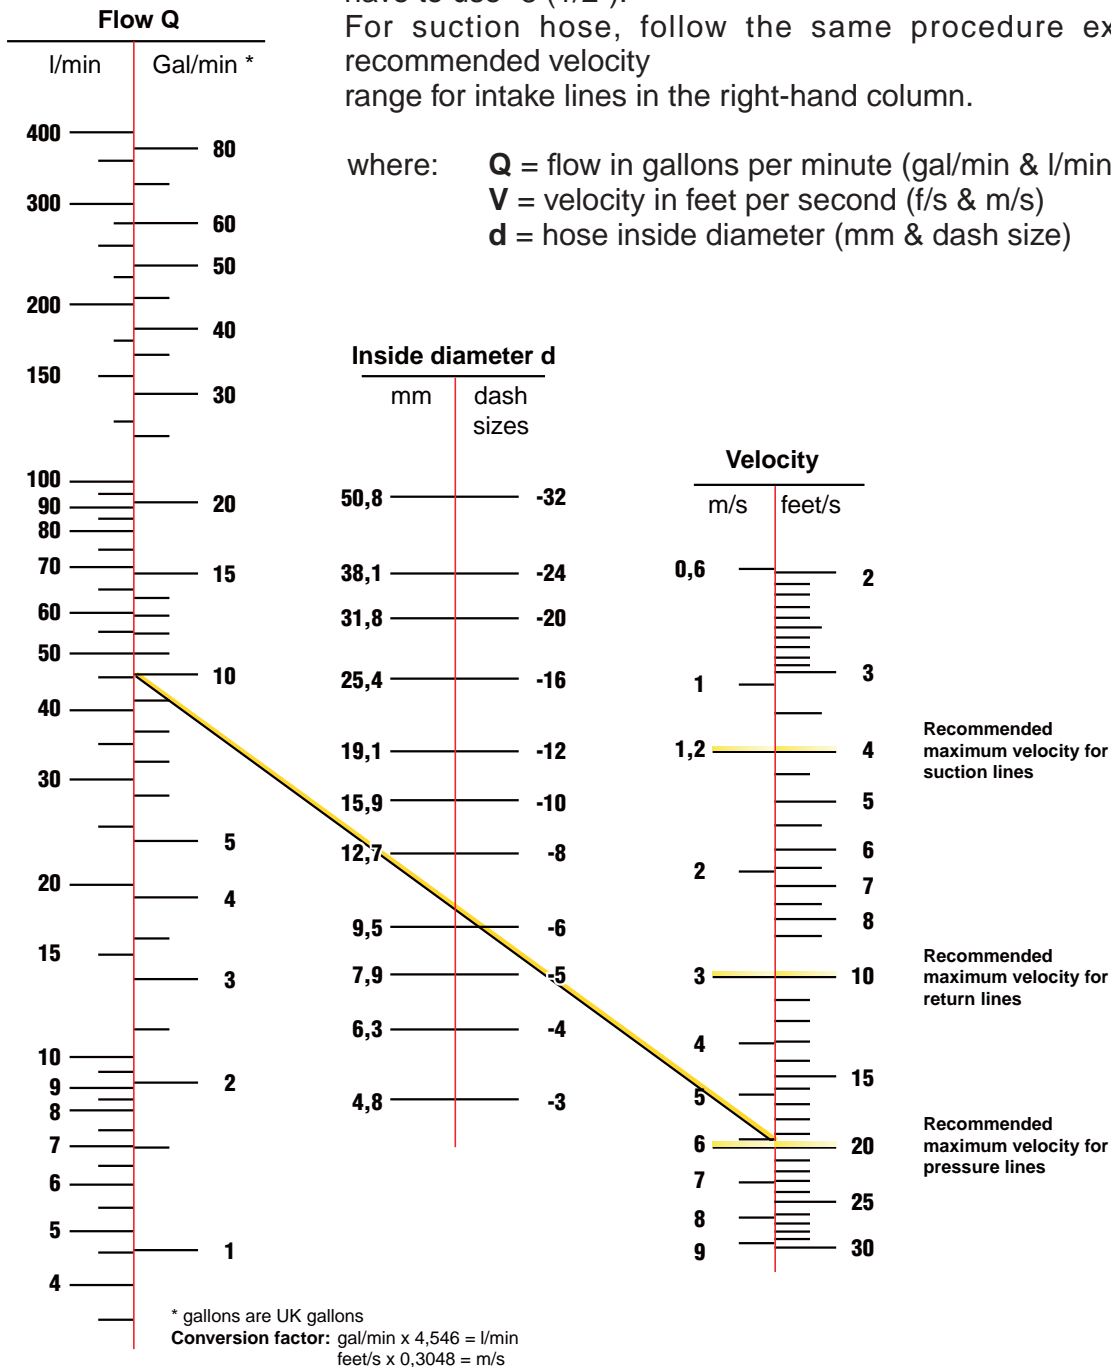 For suction hose, follow the same procedure
recommended velocity
range for intake lines in the right-hand column.
where: Q = flow in gallons per minute (gal/min & l/min
V = velocity in feet per second (f/s & m/s)
d = hose inside diameter (mm & dash size)
Flow Q
l/min Gal/min *
400
80
300
60
50
200
40
150
30
100
90 20
80
70 15
60
50
10
40
30
5
20
4
15
3
10
9 2
8
7
6
5
1
4
Inside diameter d
mm dash
sizes
50,8 -32
38,1 -24
31,8 -20
25,4 -16
19,1 -12
15,9 -10
12,7 -8
9,5 -6
7,9 -5
6,3 -4
4,8 -3
Velocity
m/s feet/s
0,6 2
3
1
1,2 4
5
6
2
7
8
3 10
4
15
5
6 20
7
25
8
9 30
Recommended
maximum velocity for
suction lines
Recommended
maximum velocity for
return lines
Recommended
maximum velocity for
pressure lines
* gallons are UK gallons
Conversion factor: gal/min x 4,546 = l/min
feet/s x 0,3048 = m/s